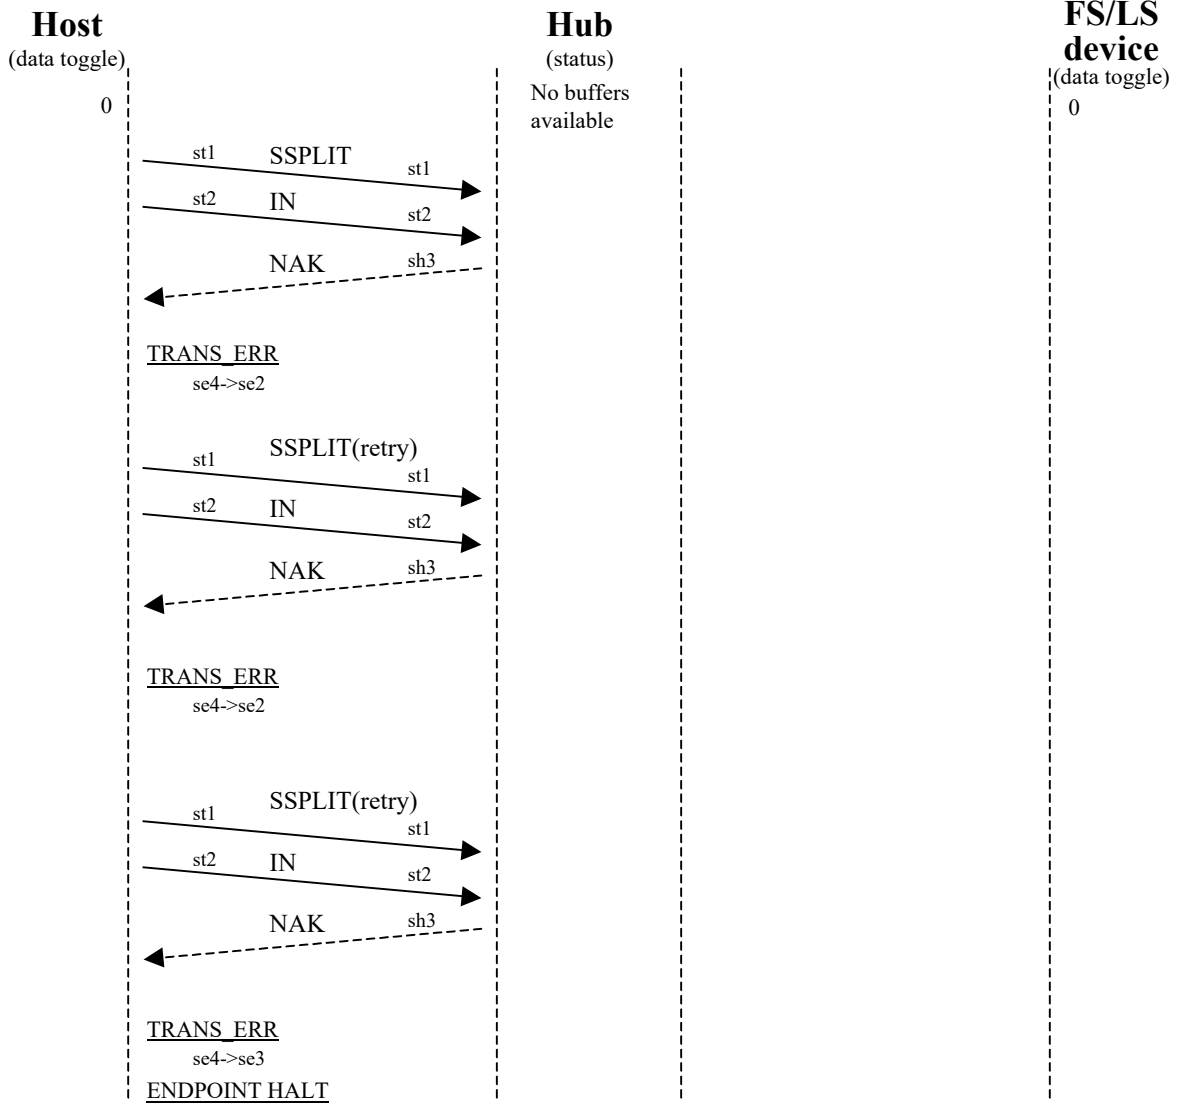 Host
(data toggle)
Hub
(status)
FS/LS
device
(data toggle)
0
No buffers
available
0
st1 SSPLIT st1
st2 IN st2
NAK sh3
TRANS_ERR
se4->se2
SSPLIT(retry)
st1 st1
st2 IN st2
NAK sh3
TRANS_ERR
se4->se2
SSPLIT(retry)
st1 st1
st2 IN st2
NAK sh3
TRANS_ERR
se4->se3
ENDPOINT HALT